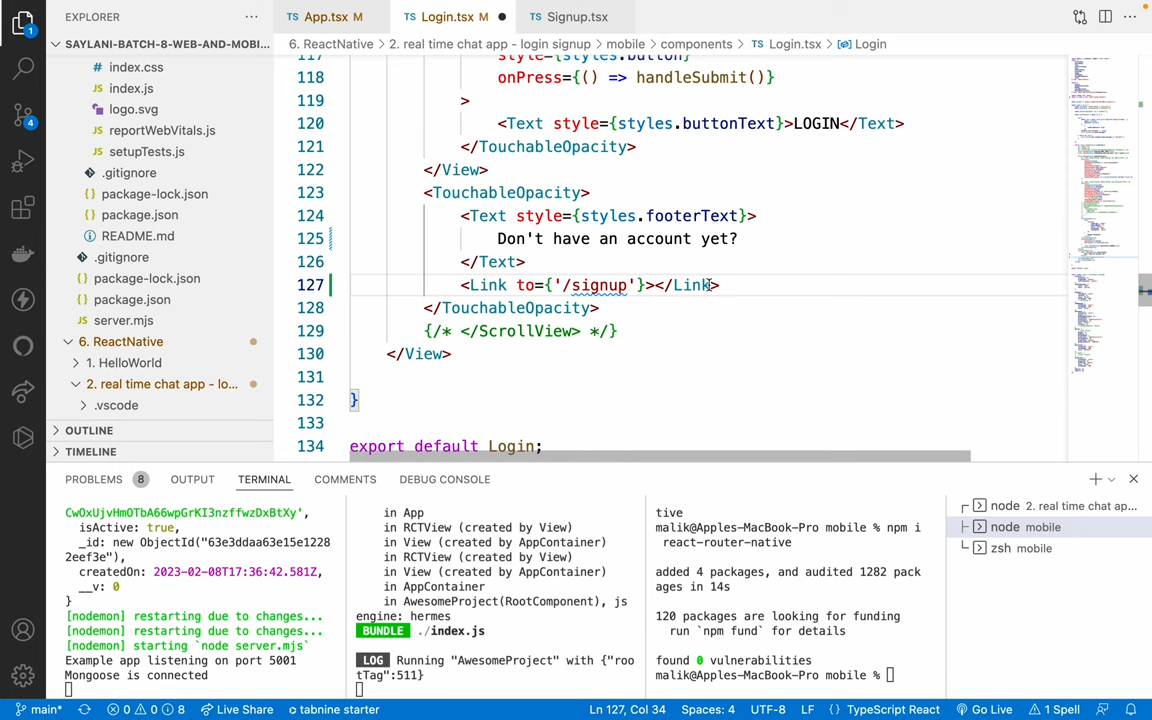 EXPLORER
App.tsx M
Login.tsx M
Signup.tsx
SAYLANI-BATCH-8-WEB-AND-MOBI...
6. ReactNative > 2. real time chat app - login signup > mobile > components > Login.tsx > Login
index.css
index.js
logo.svg
reportWebVitals.js
setupTests.js
.gitignore
package-lock.json
package.json
README.md
.gitignore
package-lock.json
package.json
server.mjs
6. ReactNative
1. HelloWorld
2. real time chat app - lo...
.vscode
OUTLINE
TIMELINE
117 style={styles.button}
118 onPress={() => handleSubmit()}
119 >
120 <Text style={styles.buttonText}>LOGIN</Text>
121 </TouchableOpacity>
122 </View>
123 <TouchableOpacity>
124 <Text style={styles.footerText}>
125 Don't have an account yet?
126 </Text>
127 <Link to={'/signup'}></Link>
128 </TouchableOpacity>
129 {/* </ScrollView> */}
130 </View>
131
132 }
133
134 export default Login;
PROBLEMS 8 OUTPUT TERMINAL COMMENTS DEBUG CONSOLE
CwOxUjvHmOTbA66wpGrKI3nzffwzDxBtXy',
isActive: true,
_id: new ObjectId("63e3ddaa63e15e1228
2eef3e"),
createdOn: 2023-02-08T17:36:42.581Z,
__v: 0
}
[nodemon] restarting due to changes...
[nodemon] restarting due to changes...
[nodemon] starting `node server.mjs`
Example app listening on port 5001
Mongoose is connected
in App
in RCTView (created by View)
in View (created by AppContainer)
in RCTView (created by View)
in View (created by AppContainer)
in AppContainer
in AwesomeProject(RootComponent), js
engine: hermes
BUNDLE ./index.js
LOG Running "AwesomeProject" with {"roo
tTag":511}
tive
malik@Apples-MacBook-Pro mobile % npm i
react-router-native
added 4 packages, and audited 1282 pack
ages in 14s
120 packages are looking for funding
run `npm fund` for details
found 0 vulnerabilities
malik@Apples-MacBook-Pro mobile %
node 2. real time chat ap...
node mobile
zsh mobile
1
4
main* 0 0 8 Live Share tabnine starter Ln 127, Col 34 Spaces: 4 UTF-8 LF {} TypeScript React Go Live 1 Spell